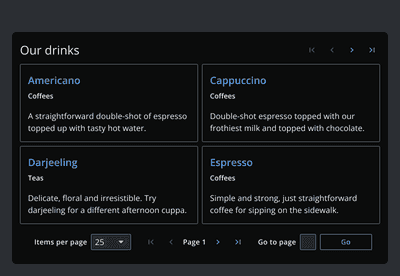 Our drinks
Americano
Coffees
A straightforward double-shot of espresso
topped up with tasty hot water.
Cappuccino
Coffees
Double-shot espresso topped with our
frothiest milk and topped with chocolate.
Darjeeling
Teas
Delicate, floral and irresistible. Try
darjeeling for a different afternoon cuppa.
Espresso
Coffees
Simple and strong, just straightforward
coffee for sipping on the sidewalk.
Items per page 25 Page 1 Go to page Go